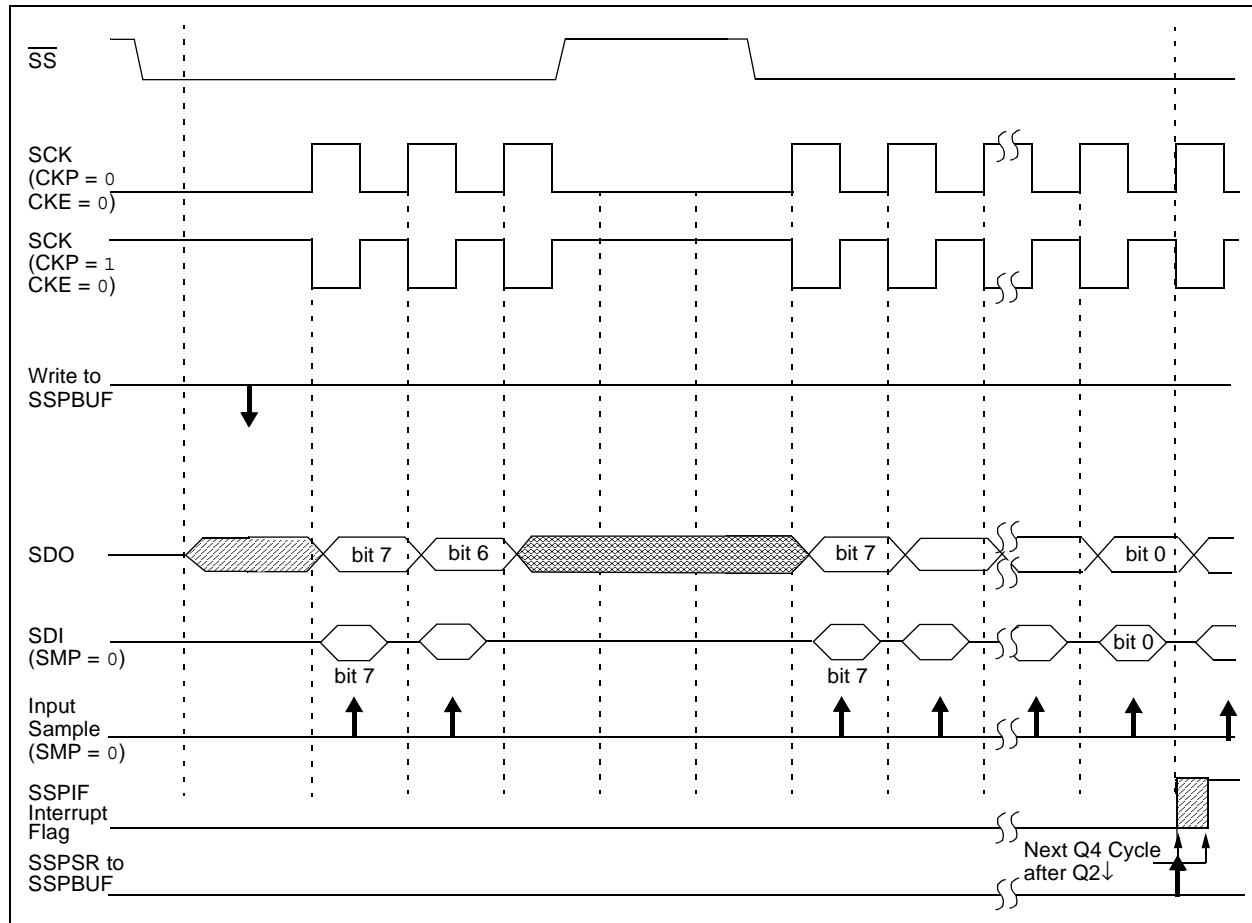 SS
SCK
(CKP = 0
CKE = 0)
SCK
(CKP = 1
CKE = 0)
Write to
SSPBUF
SDO
bit 7
bit 6
bit 7
bit 0
SDI
(SMP = 0)
bit 7
bit 7
bit 0
Input
Sample
(SMP = 0)
SSPIF
Interrupt
Flag
SSPSR to
SSPBUF
Next Q4 Cycle
after Q2↓